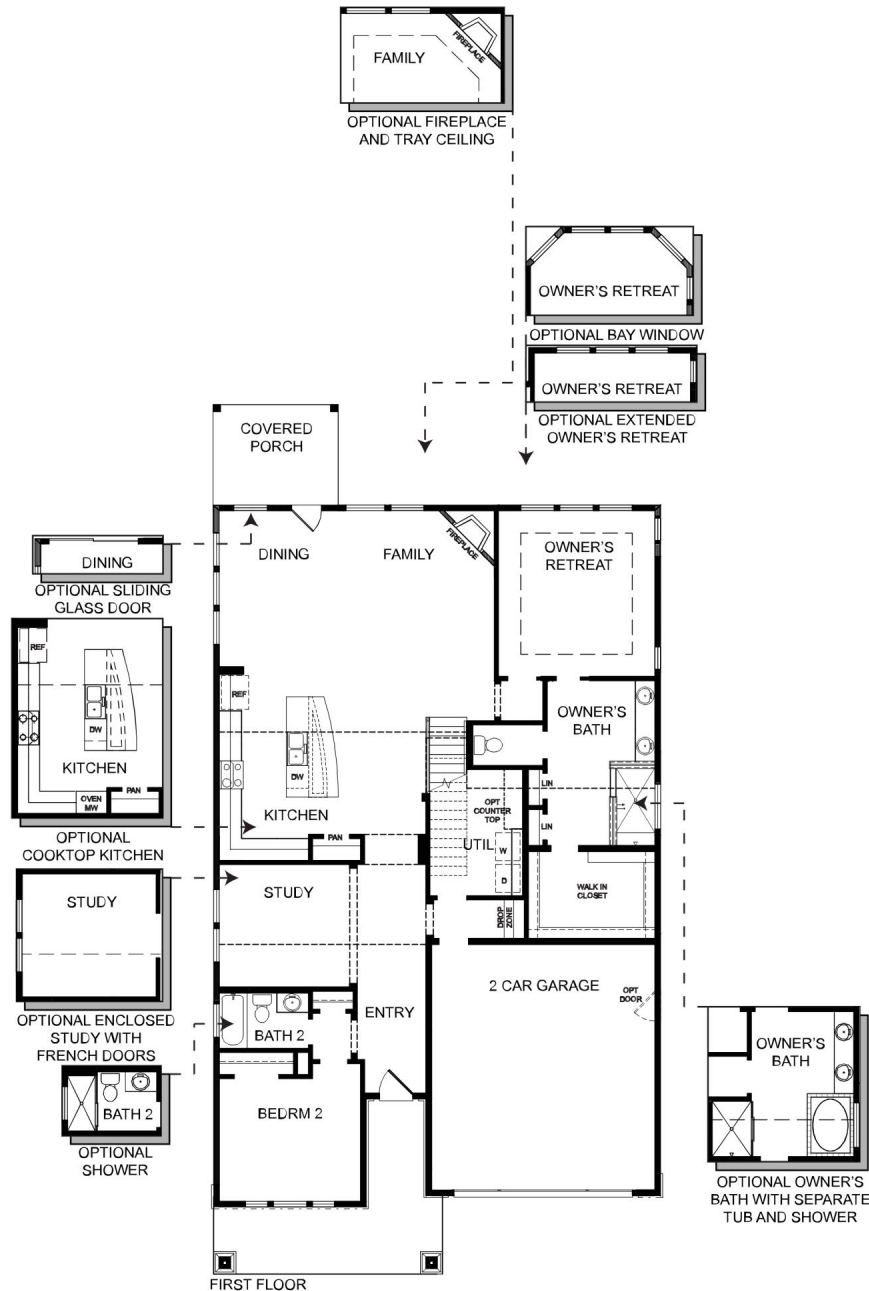 FAMILY
FIREPLACE
OPTIONAL FIREPLACE
AND TRAY CEILING
OWNER'S RETREAT
OPTIONAL BAY WINDOW
OWNER'S RETREAT
OPTIONAL EXTENDED
OWNER'S RETREAT
COVERED
PORCH
DINING
OPTIONAL SLIDING
GLASS DOOR
DINING
FAMILY
FIREPLACE
OWNER'S
RETREAT
REF
DW
KITCHEN
OVEN
MW
PAN
OPTIONAL
COOKTOP KITCHEN
REF
DW
KITCHEN
PAN
OWNER'S
BATH
LIN
LIN
OPT
COUNTER
TOP
UTIL
W
D
WALK IN
CLOSET
DROP
ZONE
STUDY
OPTIONAL ENCLOSED
STUDY WITH
FRENCH DOORS
STUDY
2 CAR GARAGE
OPT
DOOR
ENTRY
BATH 2
BEDRM 2
BATH 2
OPTIONAL
SHOWER
OWNER'S
BATH
OPTIONAL OWNER'S
BATH WITH SEPARATE
TUB AND SHOWER
FIRST FLOOR